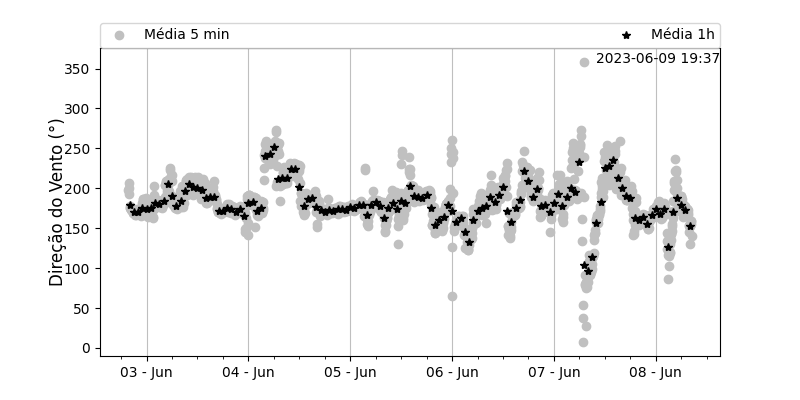 Média 5 min
Média 1h
2023-06-09 19:37
Direção do Vento (°)
350
300
250
200
150
100
50
0
03 - Jun
04 - Jun
05 - Jun
06 - Jun
07 - Jun
08 - Jun